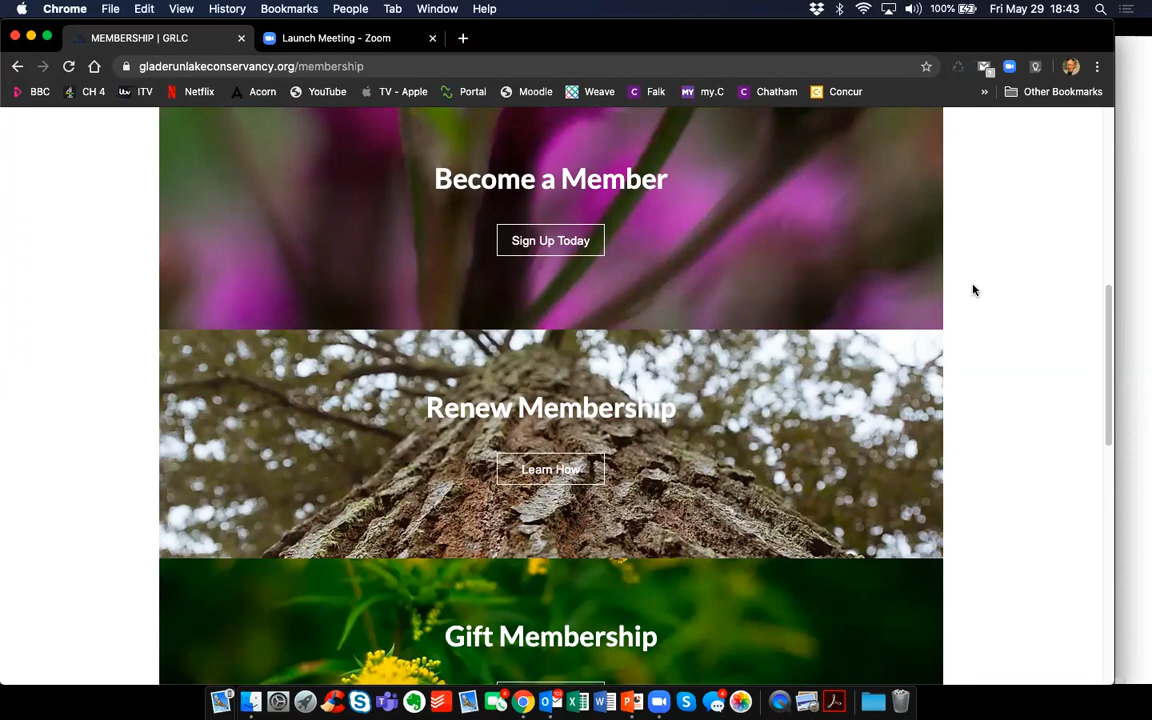 Chrome File Edit View History Bookmarks People Tab Window Help 100% Fri May 29 18:43
MEMBERSHIP | GRLC Launch Meeting - Zoom
gladerunlakeconservancy.org/membership
BBC CH 4 ITV Netflix Acorn YouTube TV - Apple Portal Moodle Weave Falk my.C Chatham Concur » Other Bookmarks
Become a Member
Sign Up Today
Renew Membership
Learn How
Gift Membership